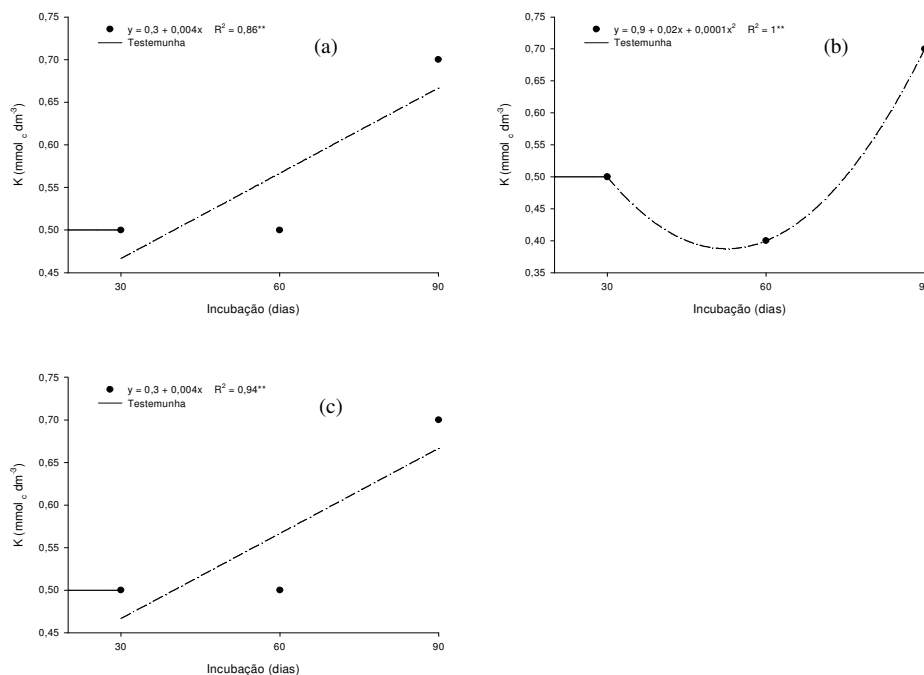 y = 0,3 + 0,004x R² = 0,86**
Testemunha
(a)
0,75
0,70
0,65
0,60
0,55
0,50
0,45
K (mmol c dm⁻³)
30 60 90
Incubação (dias)
y = 0,9 + 0,02x + 0,0001x² R² = 1**
Testemunha
(b)
0,75
0,70
0,65
0,60
0,55
0,50
0,45
0,40
0,35
K (mmol c dm⁻³)
30 60 90
Incubação (dias)
y = 0,3 + 0,004x R² = 0,94**
Testemunha
(c)
0,75
0,70
0,65
0,60
0,55
0,50
0,45
K (mmol c dm⁻³)
30 60 90
Incubação (dias)